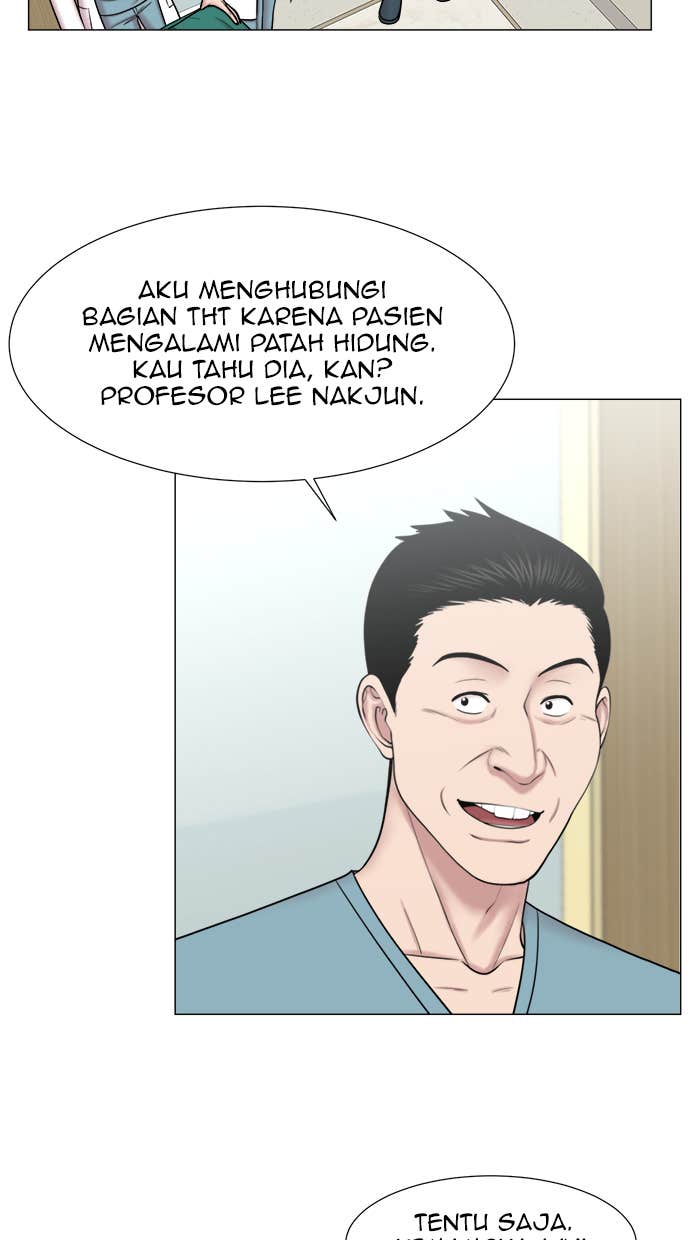 AKU MENGHUBUNGI
BAGIAN THT KARENA PASIEN
MENGALAMI PATAH HIDUNG.
KAU TAHU DIA, KAN?
PROFESOR LEE NAKJUN.
TENTU SAJA.